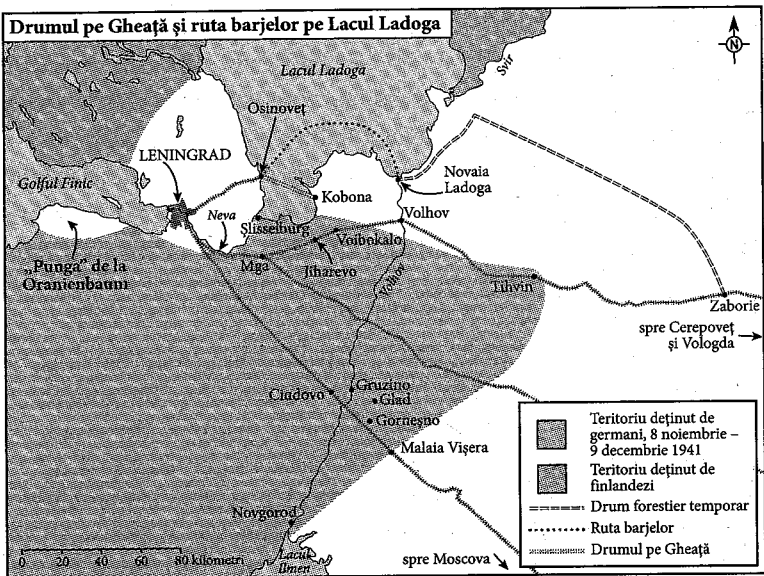 Drumul pe Gheață și ruta barjelor pe Lacul Ladoga
N
Lacul Ladoga
Svir
Osinoveț
LENINGRAD
Golful Finic
Kobona
Novaia
Ladoga
Neva
Șlisselburg
Volhov
Voibokalo
„Punga” de la
Oranienbaum
Mga
Jiharevo
Volhov
Tihvin
Zaborie
spre Cerepoveț
și Vologda
Ciudovo
Gruzino
Glad
Gorneșno
Malaia Vișera
Novgorod
Lacul
Ilmen
spre Moscova
0 20 40 60 80 kilometri
Teritoriu deținut de
germani, 8 noiembrie –
9 decembrie 1941
Teritoriu deținut de
finlandezi
Drum forestier temporar
Ruta barjelor
Drumul pe Gheață